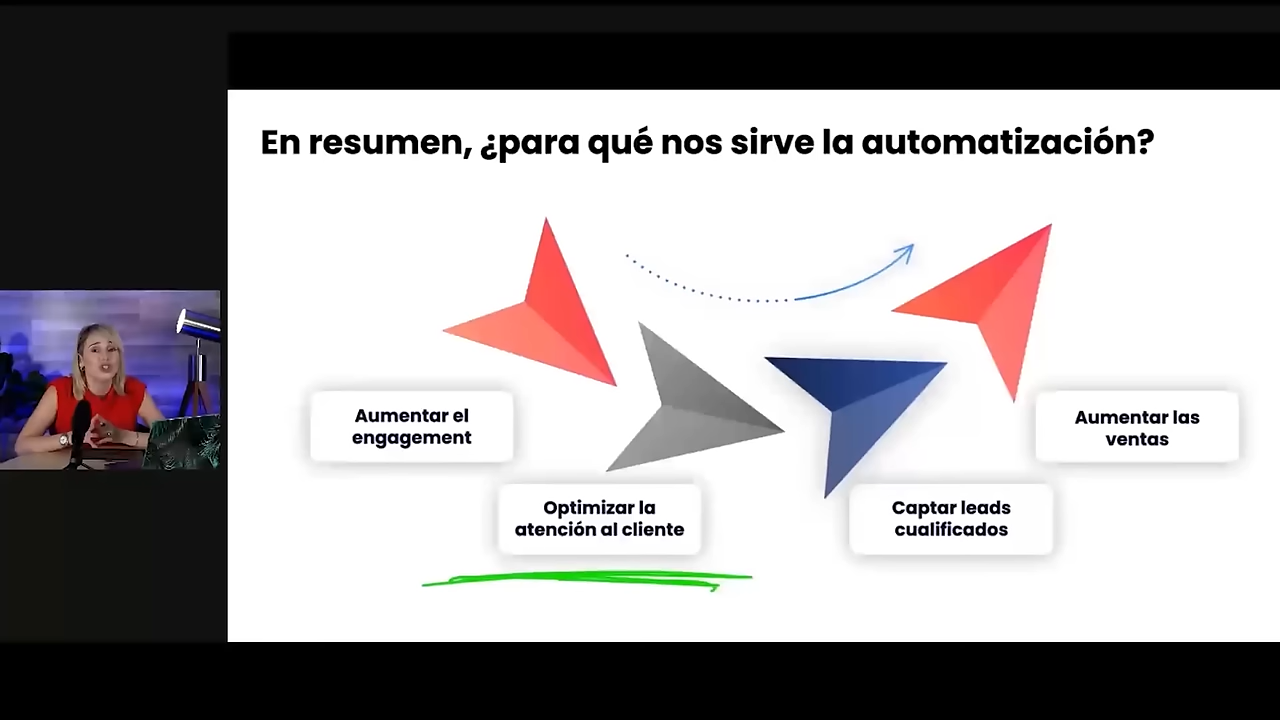 En resumen, ¿para qué nos sirve la automatización?
Aumentar el
engagement
Optimizar la
atención al cliente
Captar leads
cualificados
Aumentar las
ventas